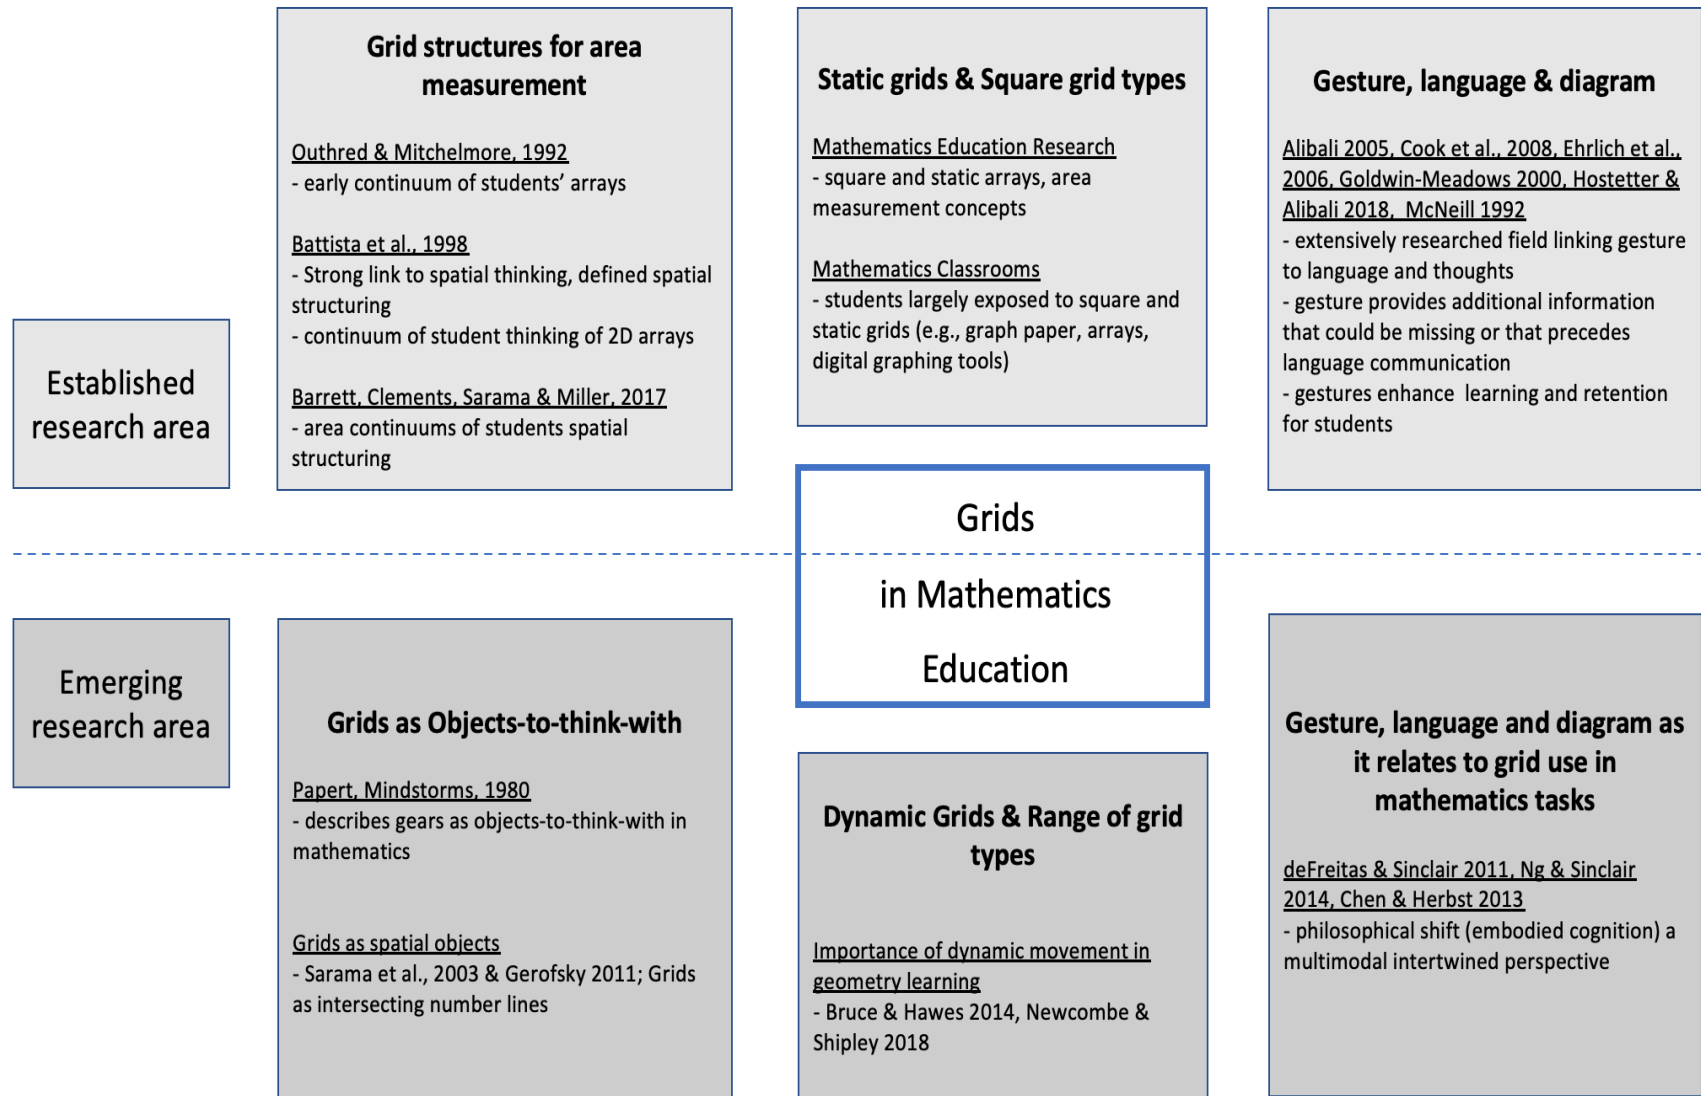 Grid structures for area
measurement
Outhred & Mitchelmore, 1992
- early continuum of students' arrays
Battista et al., 1998
- Strong link to spatial thinking, defined spatial
structuring
- continuum of student thinking of 2D arrays
Barrett, Clements, Sarama & Miller, 2017
- area continuums of students spatial
structuring
Static grids & Square grid types
Mathematics Education Research
- square and static arrays, area
measurement concepts
Mathematics Classrooms
- students largely exposed to square and
static grids (e.g., graph paper, arrays,
digital graphing tools)
Gesture, language & diagram
Alibali 2005, Cook et al., 2008, Ehrlich et al.,
2006, Goldwin-Meadows 2000, Hostetter &
Alibali 2018,  McNeill 1992
- extensively researched field linking gesture
to language and thoughts
- gesture provides additional information
that could be missing or that precedes
language communication
- gestures enhance  learning and retention
for students
Established
research area
Grids
in Mathematics
Education
Emerging
research area
Grids as Objects-to-think-with
Papert, Mindstorms, 1980
- describes gears as objects-to-think-with in
mathematics
Grids as spatial objects
- Sarama et al., 2003 & Gerofsky 2011; Grids
as intersecting number lines
Dynamic Grids & Range of grid
types
Importance of dynamic movement in
geometry learning
- Bruce & Hawes 2014, Newcombe &
Shipley 2018
Gesture, language and diagram as
it relates to grid use in
mathematics tasks
deFreitas & Sinclair 2011, Ng & Sinclair
2014, Chen & Herbst 2013
- philosophical shift (embodied cognition) a
multimodal intertwined perspective